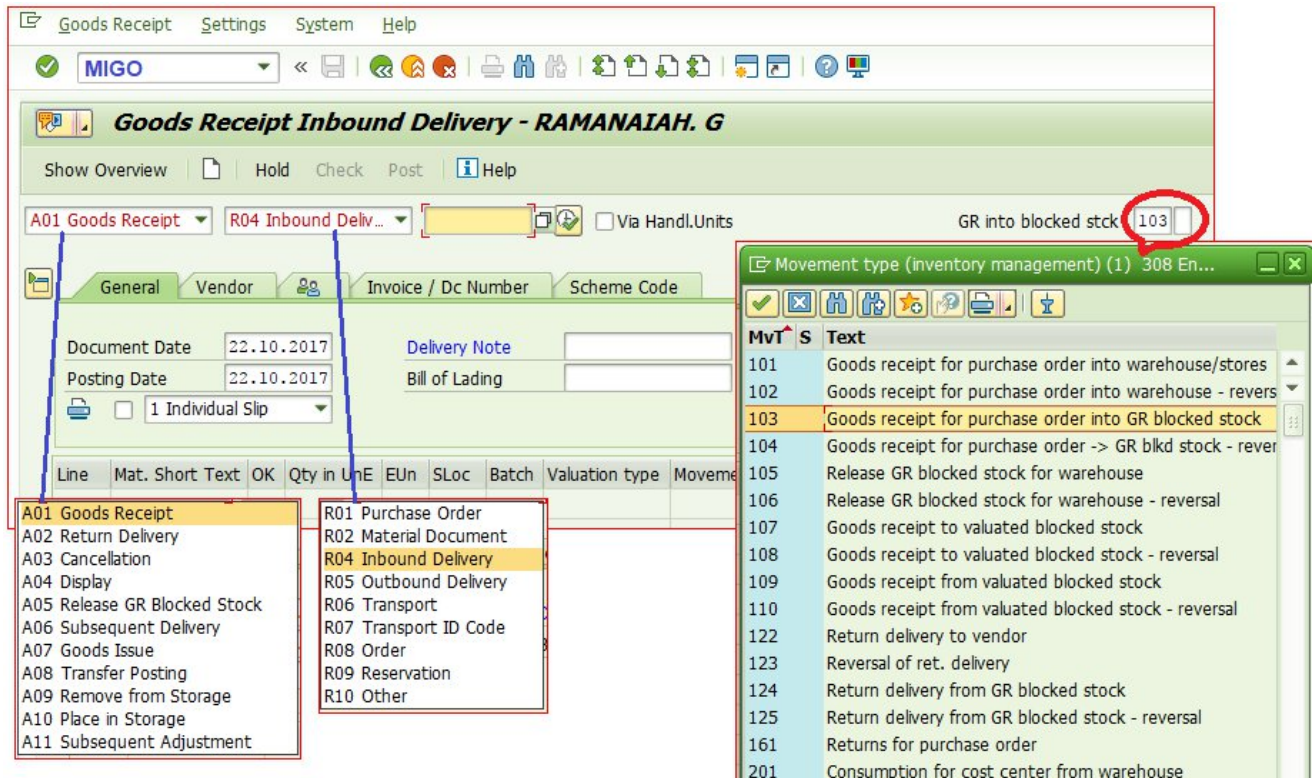 Goods Receipt Settings System Help
MIGO
Goods Receipt Inbound Delivery - RAMANAIAH. G
Show Overview Hold Check Post Help
A01 Goods Receipt R04 Inbound Deliv... Via Handl.Units GR into blocked stck 103
General Vendor Invoice / Dc Number Scheme Code
Document Date 22.10.2017 Delivery Note
Posting Date 22.10.2017 Bill of Lading
1 Individual Slip
Line Mat. Short Text OK Qty in UnE EUn SLoc Batch Valuation type Moveme
A01 Goods Receipt
A02 Return Delivery
A03 Cancellation
A04 Display
A05 Release GR Blocked Stock
A06 Subsequent Delivery
A07 Goods Issue
A08 Transfer Posting
A09 Remove from Storage
A10 Place in Storage
A11 Subsequent Adjustment
R01 Purchase Order
R02 Material Document
R04 Inbound Delivery
R05 Outbound Delivery
R06 Transport
R07 Transport ID Code
R08 Order
R09 Reservation
R10 Other
Movement type (inventory management) (1) 308 En...
MvT S Text
101 Goods receipt for purchase order into warehouse/stores
102 Goods receipt for purchase order into warehouse - revers
103 Goods receipt for purchase order into GR blocked stock
104 Goods receipt for purchase order -> GR blkd stock - rever
105 Release GR blocked stock for warehouse
106 Release GR blocked stock for warehouse - reversal
107 Goods receipt to valuated blocked stock
108 Goods receipt to valuated blocked stock - reversal
109 Goods receipt from valuated blocked stock
110 Goods receipt from valuated blocked stock - reversal
122 Return delivery to vendor
123 Reversal of ret. delivery
124 Return delivery from GR blocked stock
125 Return delivery from GR blocked stock - reversal
161 Returns for purchase order
201 Consumption for cost center from warehouse